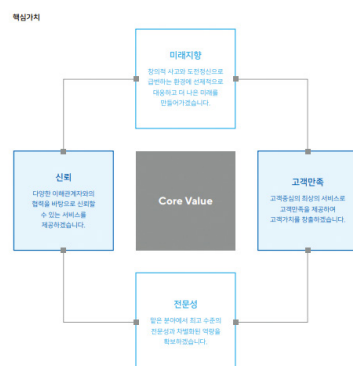 핵심가치
미래지향
창의적 사고와 도전정신으로
급변하는 환경에 선제적으로
대응하고 더 나은 미래를
만들어가겠습니다.
신뢰
다양한 이해관계자와의
협력을 바탕으로 신뢰할
수 있는 서비스를
제공하겠습니다.
Core Value
고객만족
고객중심의 최상의 서비스로
고객만족을 제공하여
고객가치를 창출하겠습니다.
전문성
맡은 분야에서 최고 수준의
전문성과 차별화된 역량을
확보하겠습니다.